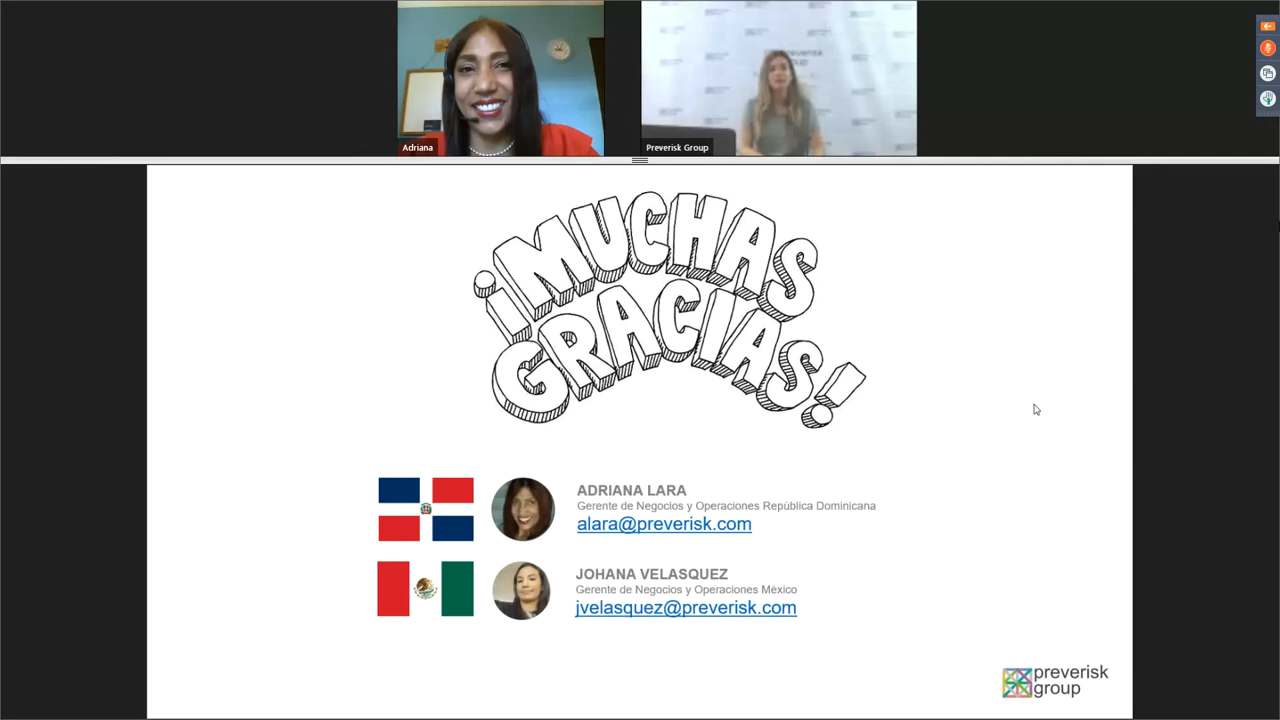 Adriana
Preverisk Group
¡MUCHAS
GRACIAS!
ADRIANA LARA
Gerente de Negocios y Operaciones República Dominicana
alara@preverisk.com
JOHANA VELASQUEZ
Gerente de Negocios y Operaciones México
jvelasquez@preverisk.com
preverisk
group